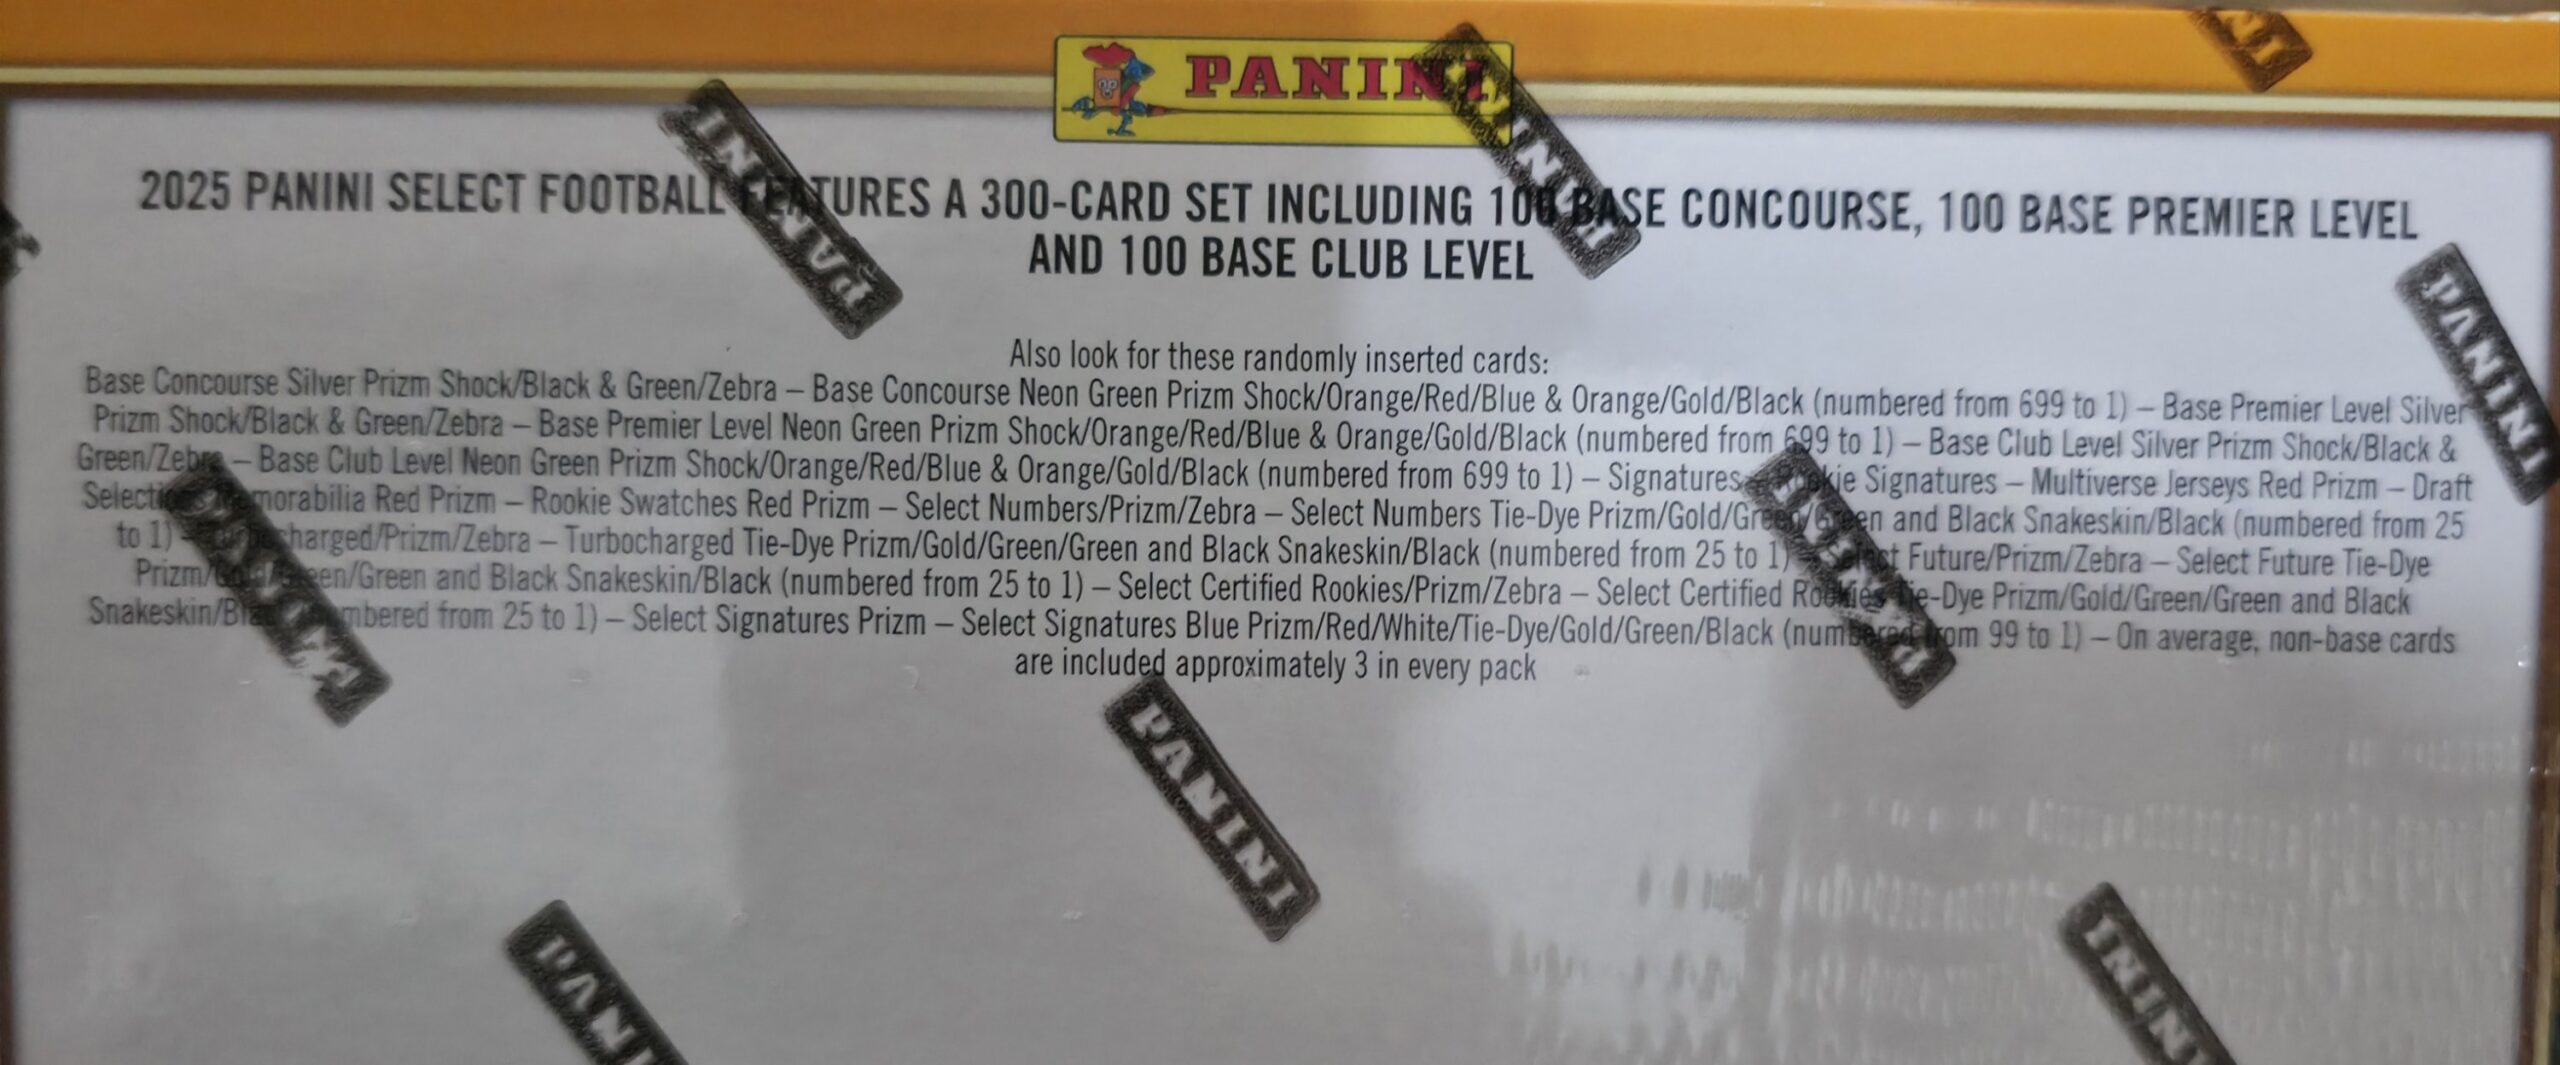 PANINI
2025 PANINI SELECT FOOTBALL FEATURES A 300-CARD SET INCLUDING 100 BASE CONCOURSE, 100 BASE PREMIER LEVEL
AND 100 BASE CLUB LEVEL
Also look for these randomly inserted cards:
Base Concourse Silver Prizm Shock/Black & Green/Zebra – Base Concourse Neon Green Prizm Shock/Orange/Red/Blue & Orange/Gold/Black (numbered from 699 to 1) – Base Premier Level Silver
Prizm Shock/Black & Green/Zebra – Base Premier Level Neon Green Prizm Shock/Orange/Red/Blue & Orange/Gold/Black (numbered from 699 to 1) – Base Club Level Silver Prizm Shock/Black &
Green/Zebra – Base Club Level Neon Green Prizm Shock/Orange/Red/Blue & Orange/Gold/Black (numbered from 699 to 1) – Signatures – Rookie Signatures – Multiverse Jerseys Red Prizm – Draft
Selections Memorabilia Red Prizm – Rookie Swatches Red Prizm – Select Numbers/Prizm/Zebra – Select Numbers Tie-Dye Prizm/Gold/Green/Green and Black Snakeskin/Black (numbered from 25
to 1) – Turbocharged/Prizm/Zebra – Turbocharged Tie-Dye Prizm/Gold/Green/Green and Black Snakeskin/Black (numbered from 25 to 1) – Select Future/Prizm/Zebra – Select Future Tie-Dye
Prizm/Gold/Green/Green and Black Snakeskin/Black (numbered from 25 to 1) – Select Certified Rookies/Prizm/Zebra – Select Certified Rookies Tie-Dye Prizm/Gold/Green/Green and Black
Snakeskin/Black (numbered from 25 to 1) – Select Signatures Prizm – Select Signatures Blue Prizm/Red/White/Tie-Dye/Gold/Green/Black (numbered from 99 to 1) – On average, non-base cards
are included approximately 3 in every pack
PANINI
PANINI
PANINI
PANINI
PANINI
PANINI